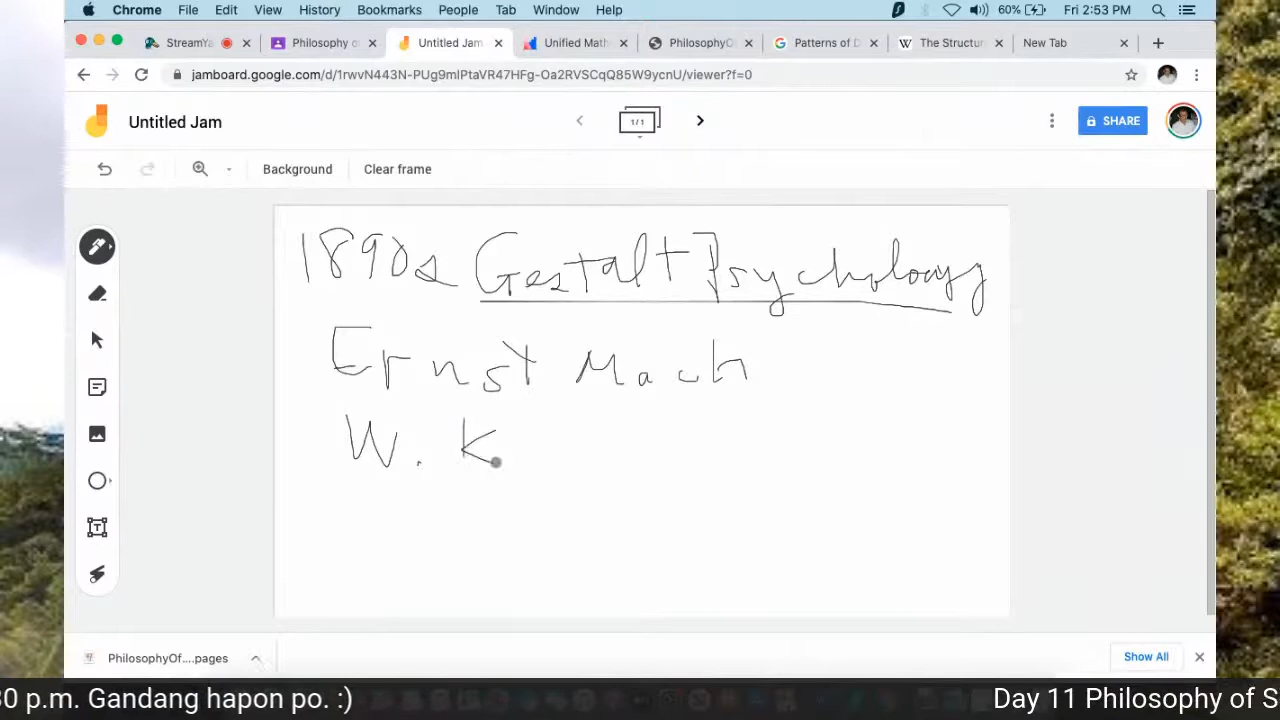 Chrome File Edit View History Bookmarks People Tab Window Help 60% Fri 2:53 PM
StreamYa Philosophy o Untitled Jam Unified Math PhilosophyO Patterns of D The Structur New Tab
jamboard.google.com/d/1rwvN443N-PUg9mlPtaVR47HFg-Oa2RVSCqQ85W9ycnU/viewer?f=0
Untitled Jam 1/1 SHARE
Background Clear frame
1890s Gestalt Psychology
Ernst Mach
W. K
PhilosophyOf....pages Show All
30 p.m. Gandang hapon po. :) Day 11 Philosophy of S